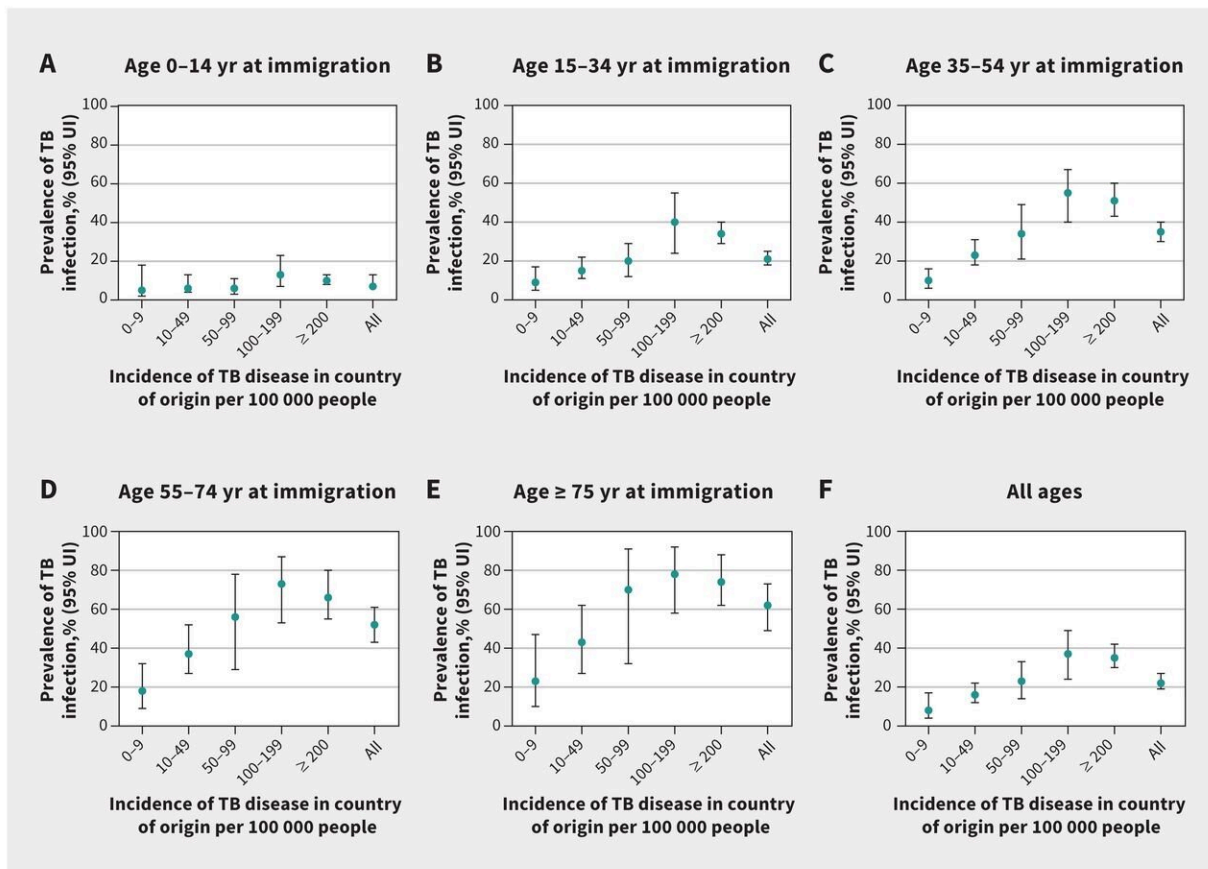 A
Age 0–14 yr at immigration
Prevalence of TB
infection,% (95% UI)
100
80
60
40
20
0
0–9
10–49
50–99
100–199
≥ 200
All
Incidence of TB disease in country
of origin per 100 000 people
B
Age 15–34 yr at immigration
Prevalence of TB
infection,% (95% UI)
100
80
60
40
20
0
0–9
10–49
50–99
100–199
≥ 200
All
Incidence of TB disease in country
of origin per 100 000 people
C
Age 35–54 yr at immigration
Prevalence of TB
infection,% (95% UI)
100
80
60
40
20
0
0–9
10–49
50–99
100–199
≥ 200
All
Incidence of TB disease in country
of origin per 100 000 people
D
Age 55–74 yr at immigration
Prevalence of TB
infection,% (95% UI)
100
80
60
40
20
0
0–9
10–49
50–99
100–199
≥ 200
All
Incidence of TB disease in country
of origin per 100 000 people
E
Age ≥ 75 yr at immigration
Prevalence of TB
infection,% (95% UI)
100
80
60
40
20
0
0–9
10–49
50–99
100–199
≥ 200
All
Incidence of TB disease in country
of origin per 100 000 people
F
All ages
Prevalence of TB
infection,% (95% UI)
100
80
60
40
20
0
0–9
10–49
50–99
100–199
≥ 200
All
Incidence of TB disease in country
of origin per 100 000 people